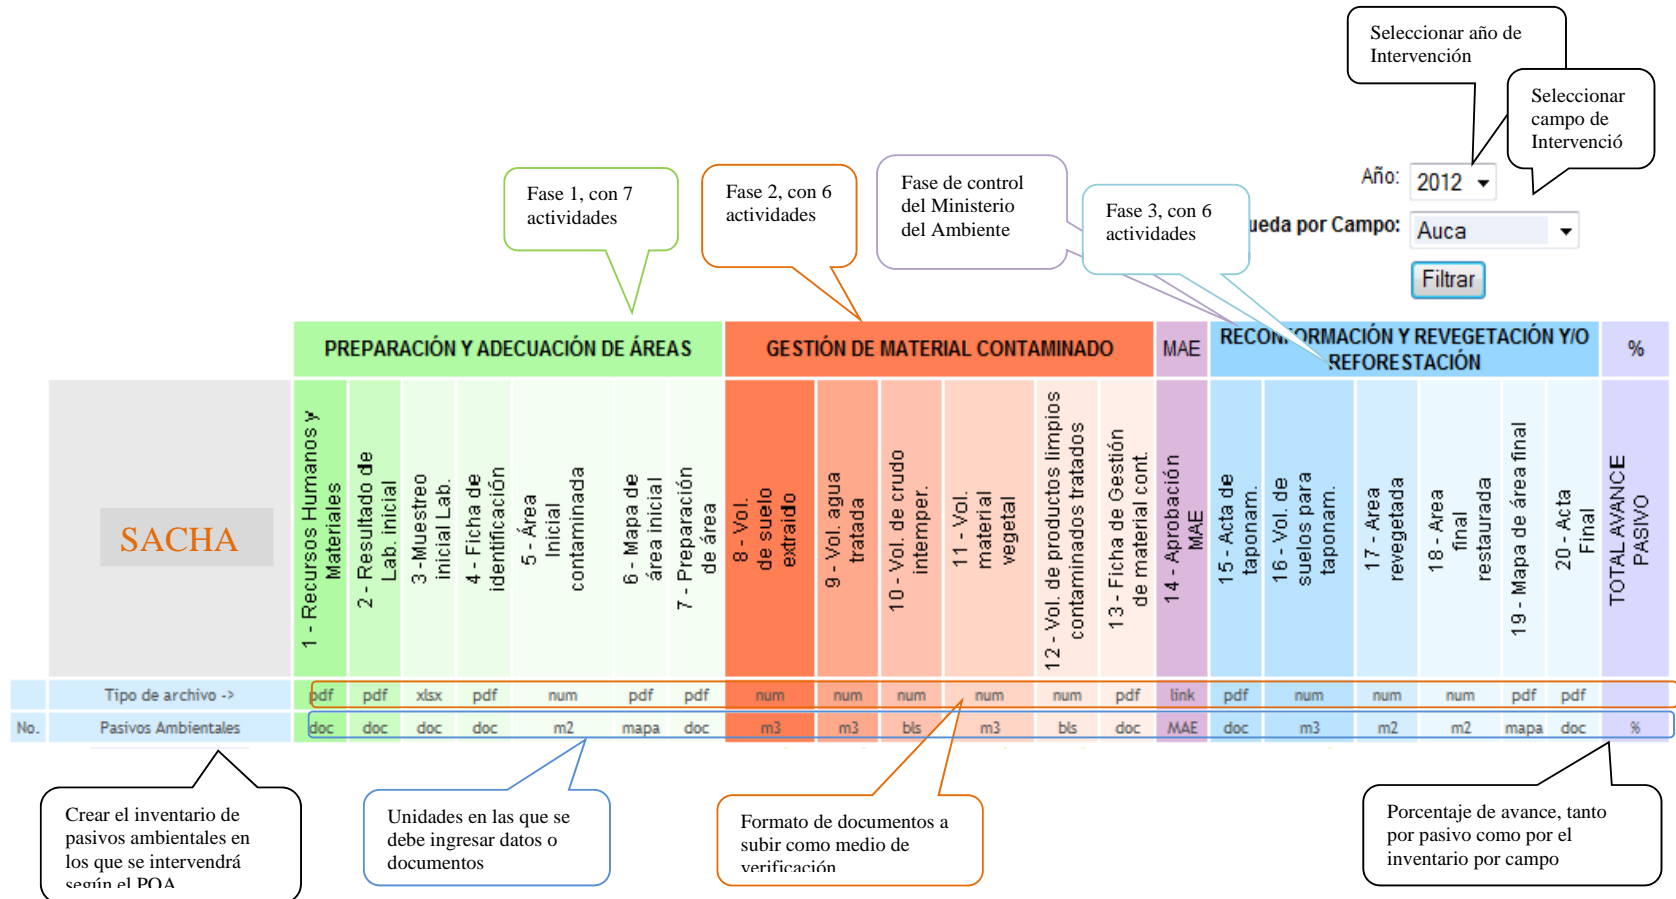 Seleccionar año de
Intervención
Seleccionar
campo de
Intervenció
Fase 1, con 7
actividades
Fase 2, con 6
actividades
Fase de control
del Ministerio
del Ambiente
Fase 3, con 6
actividades
Año: 2012
ueda por Campo: Auca
Filtrar
PREPARACIÓN Y ADECUACIÓN DE ÁREAS
GESTIÓN DE MATERIAL CONTAMINADO
MAE
RECONFORMACIÓN Y REVEGETACIÓN Y/O
REFORESTACIÓN
%
SACHA
1 - Recursos Humanos y
Materiales
2 - Resultado de
Lab. inicial
3 -Muestreo
inicial Lab.
4 - Ficha de
identificación
5 - Área
Inicial
contaminada
6 - Mapa de
área inicial
7 - Preparación
de área
8 - Vol.
de suelo
extraido
9 - Vol. agua
tratada
10 - Vol. de crudo
intemper.
11 - Vol.
material
vegetal
12 - Vol. de productos limpios
contaminados tratados
13 - Ficha de Gestión
de material cont.
14 - Aprobación
MAE
15 - Acta de
taponam.
16 - Vol. de
suelos para
taponam.
17 - Area
revegetada
18 - Area
final
restaurada
19 - Mapa de área final
20 - Acta
Final
TOTAL AVANCE
PASIVO
Tipo de archivo -> pdf pdf xlsx pdf num pdf pdf num num num num num pdf link pdf num num num pdf pdf
No. Pasivos Ambientales doc doc doc doc m2 mapa doc m3 m3 bls m3 bls doc MAE doc m3 m2 m2 mapa doc %
Crear el inventario de
pasivos ambientales en
los que se intervendrá
según el POA
Unidades en las que se
debe ingresar datos o
documentos
Formato de documentos a
subir como medio de
verificación
Porcentaje de avance, tanto
por pasivo como por el
inventario por campo